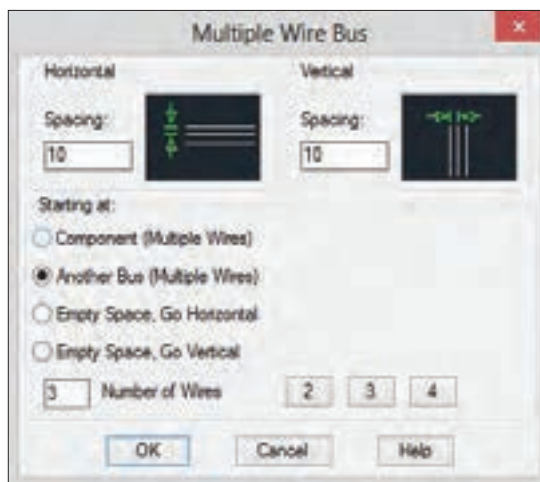 Multiple Wire Bus
x
Horizontal Vertical
Spacing: Spacing:
10 10
Starting at:
Component (Multiple Wires)
Another Bus (Multiple Wires)
Empty Space, Go Horizontal
Empty Space, Go Vertical
3 Number of Wires 2 3 4
OK Cancel Help